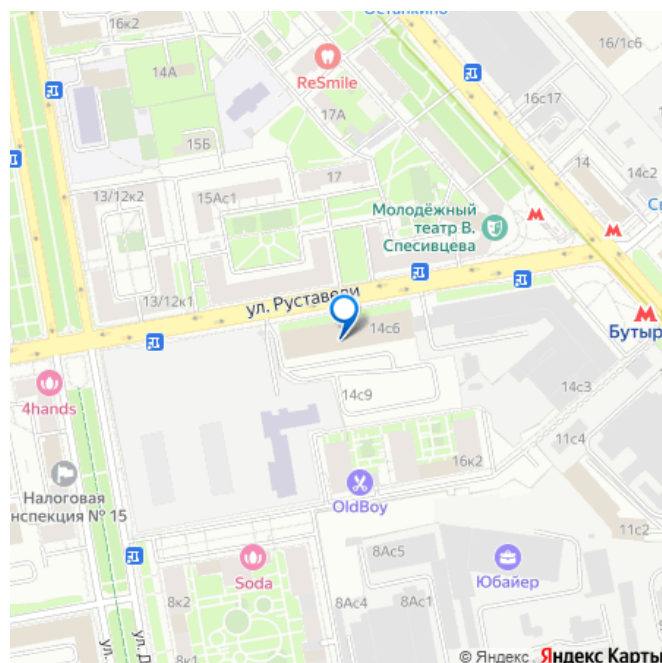 Останкино
16к2
16/1с6
14А
ReSmile
16с17
17А
15Б
14
14с2
17
13/12к2
15Ас1
Молодёжный
театр В.
Спесивцева
13/12к1
ул. Руставели
14с6
Бутыр
4hands
14с9
14с3
11с4
16к2
Налоговая
нспекция № 15
OldBoy
11с2
8Ас5
Soda
Юбайер
8к2
8Ас4
8Ас1
ул.
ул. Д
© Яндекс Яндекс Карты